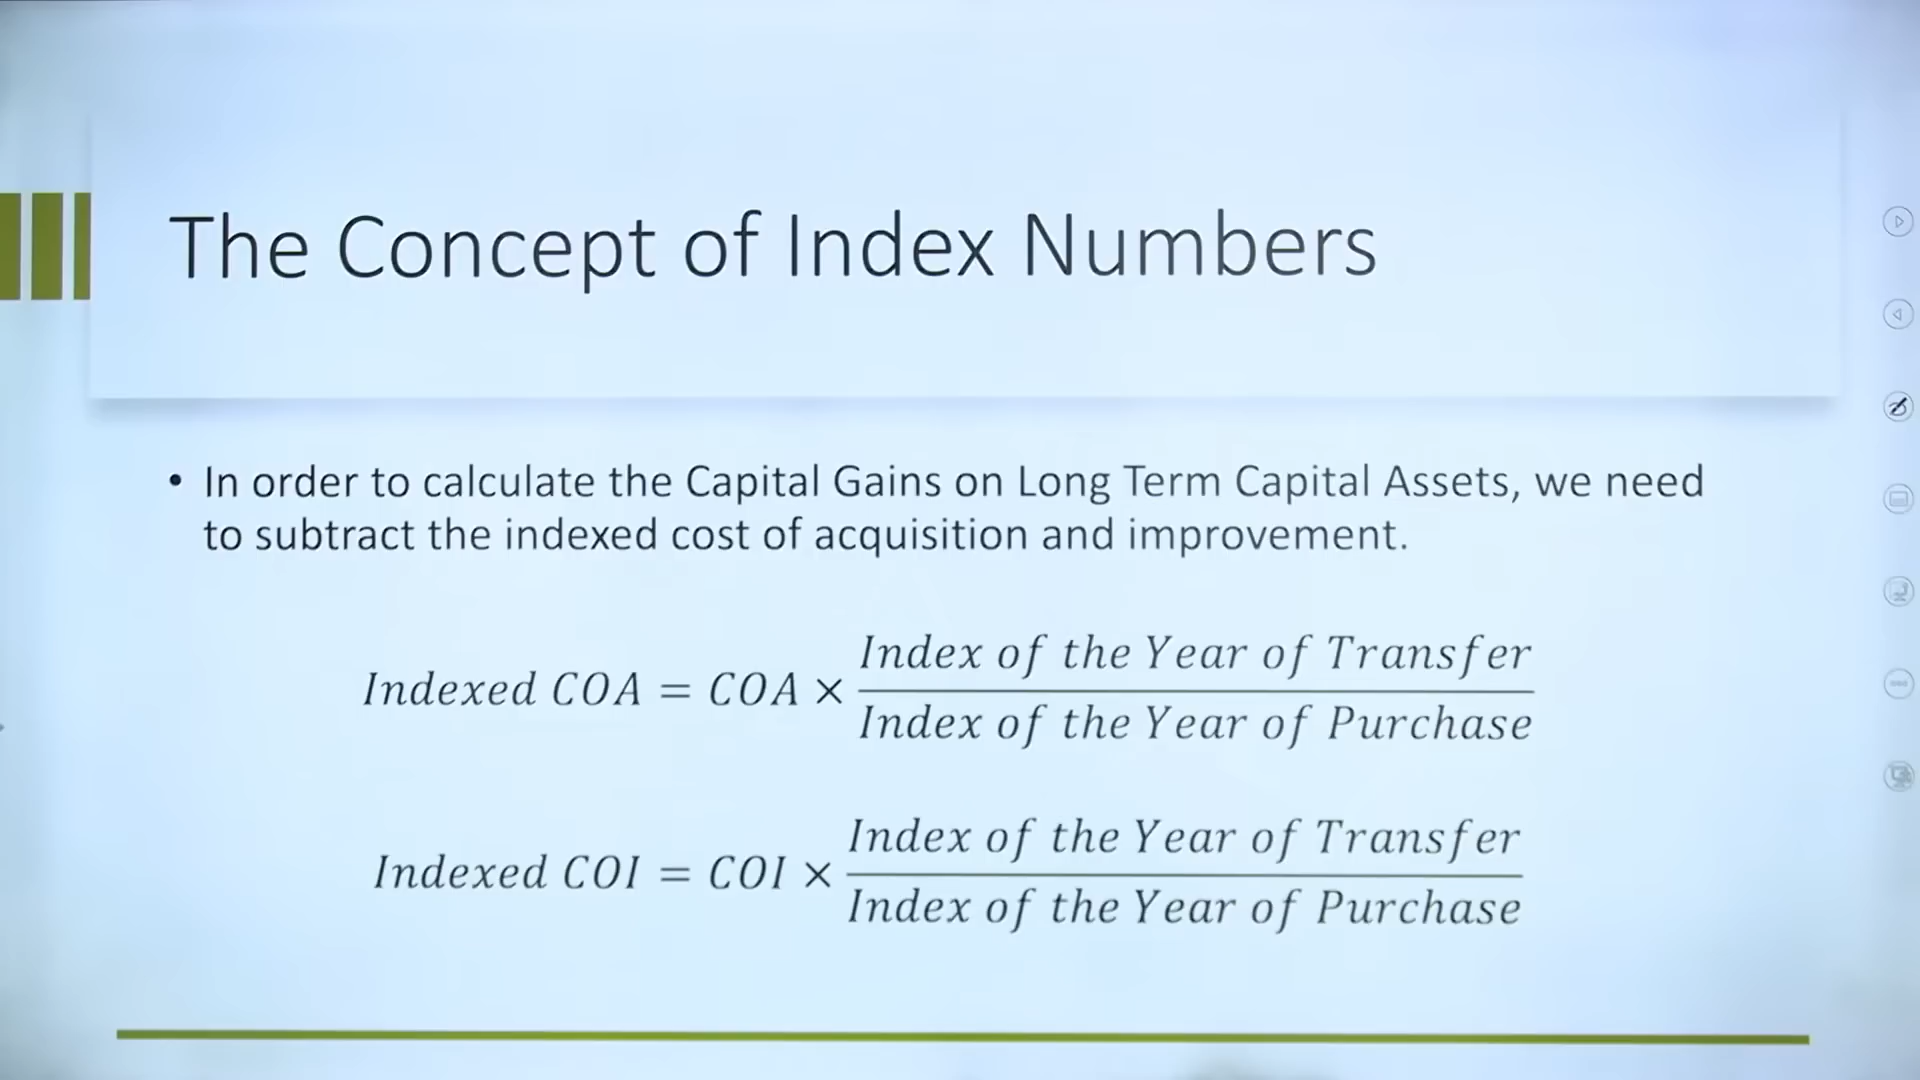 The Concept of Index Numbers
• In order to calculate the Capital Gains on Long Term Capital Assets, we need
to subtract the indexed cost of acquisition and improvement.
Indexed COA = COA × Index of the Year of Transfer / Index of the Year of Purchase
Indexed COI = COI × Index of the Year of Transfer / Index of the Year of Purchase